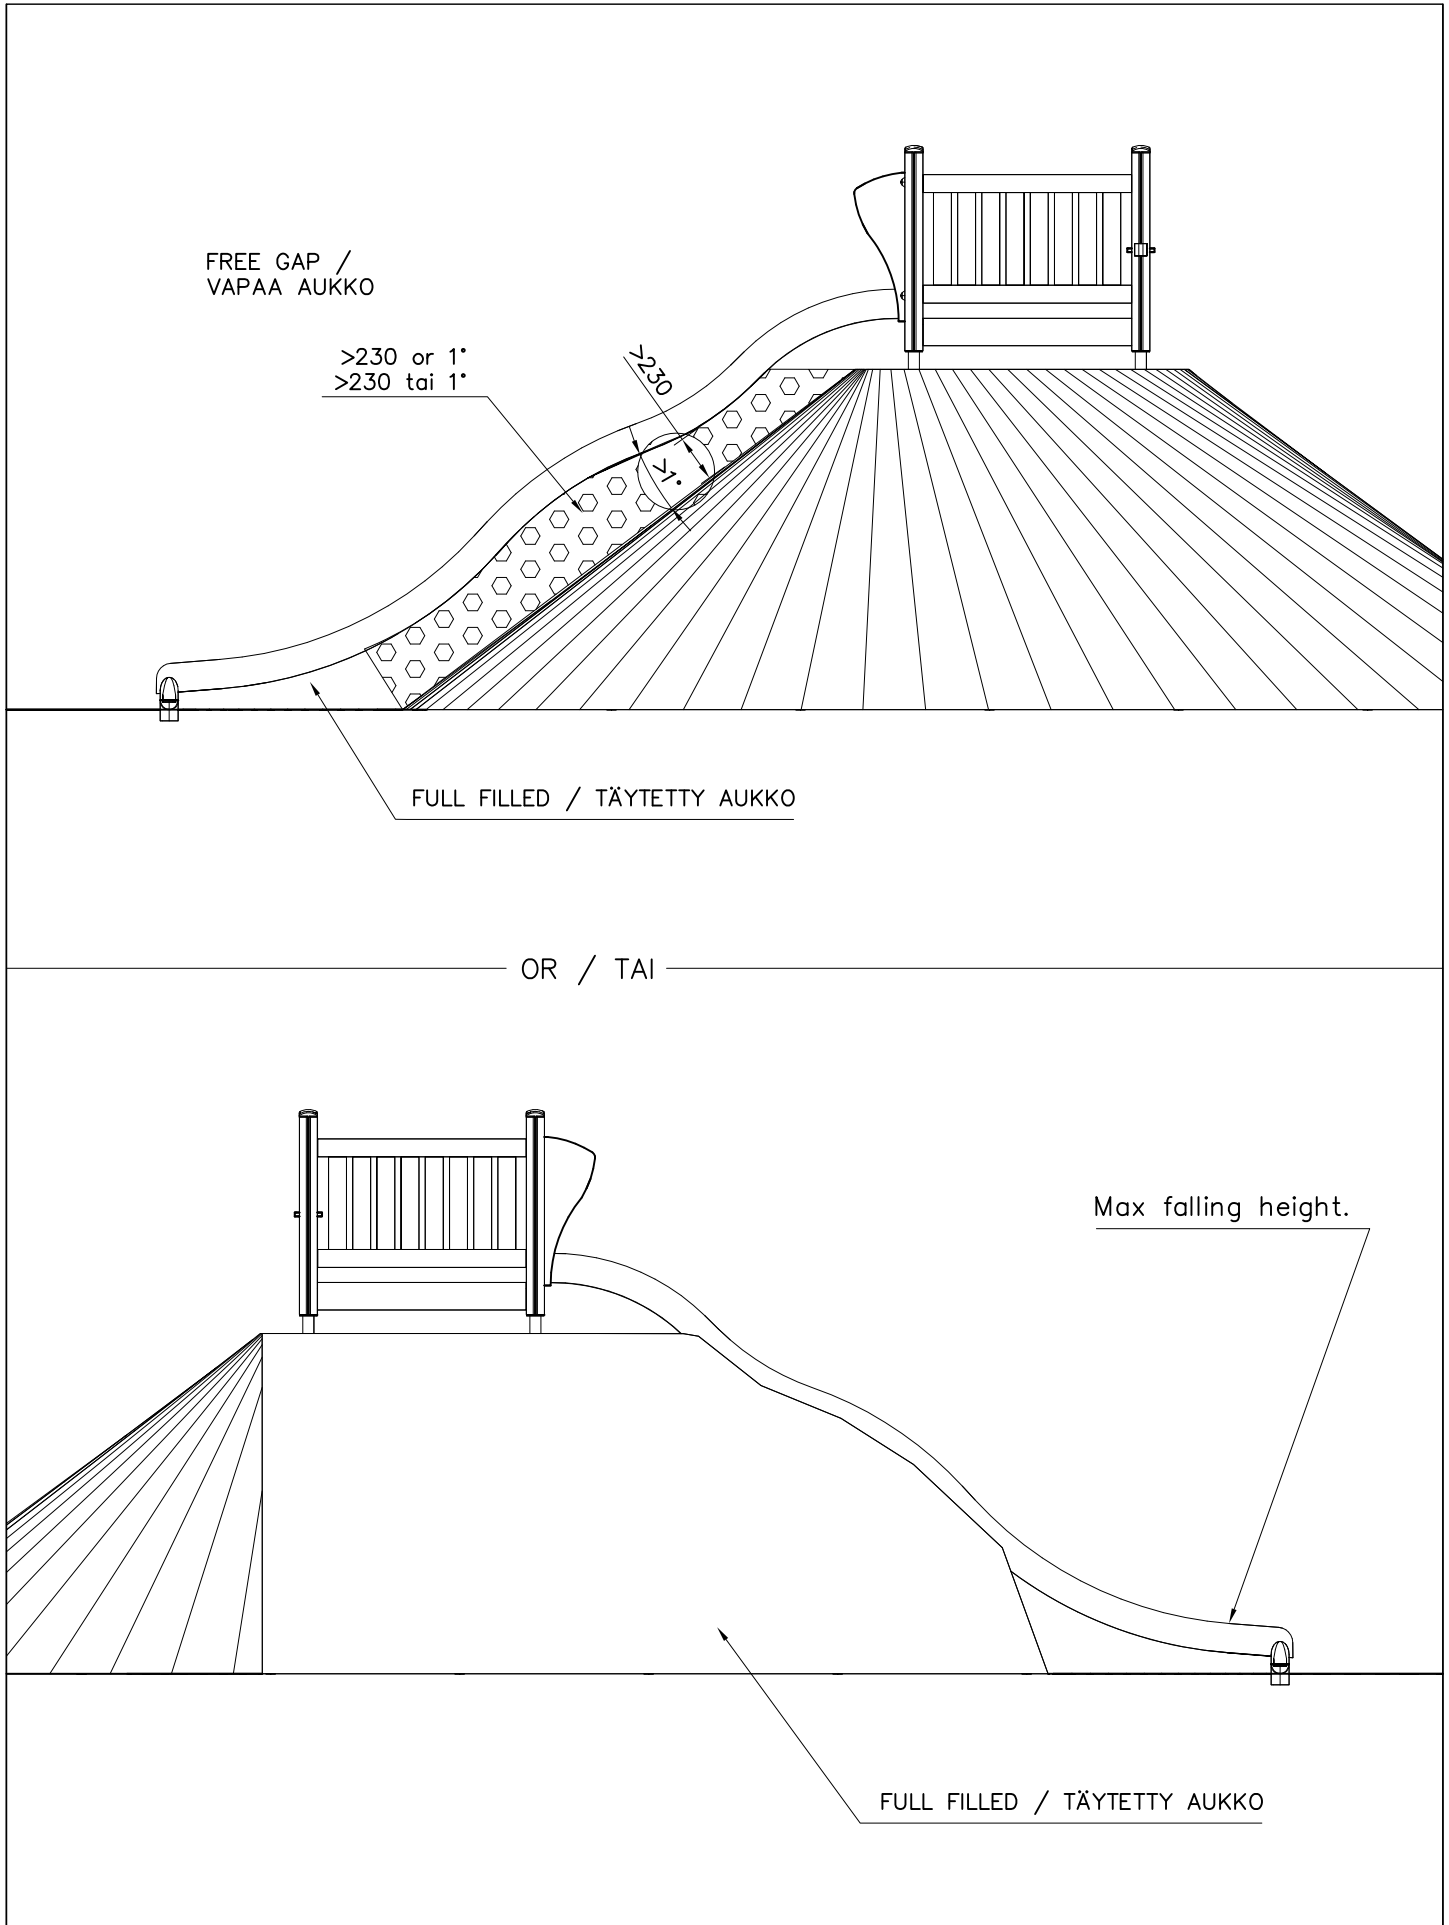 FREE GAP /
VAPAA AUKKO
>230 or 1°
>230 tai 1°
>230
>1°
FULL FILLED / TÄYTETTY AUKKO
OR / TAI
Max falling height.
FULL FILLED / TÄYTETTY AUKKO